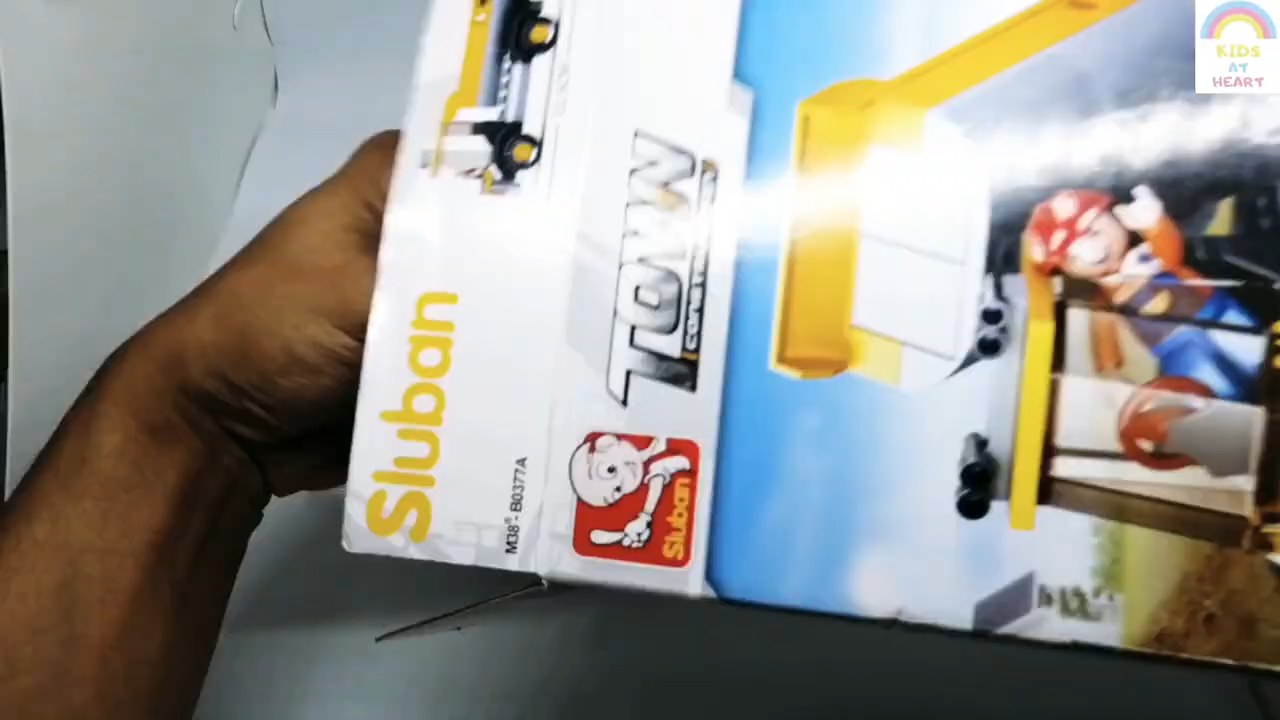 KIDS
AT
HEART
Sluban
M38®-B0377A
TOWN
Sluban